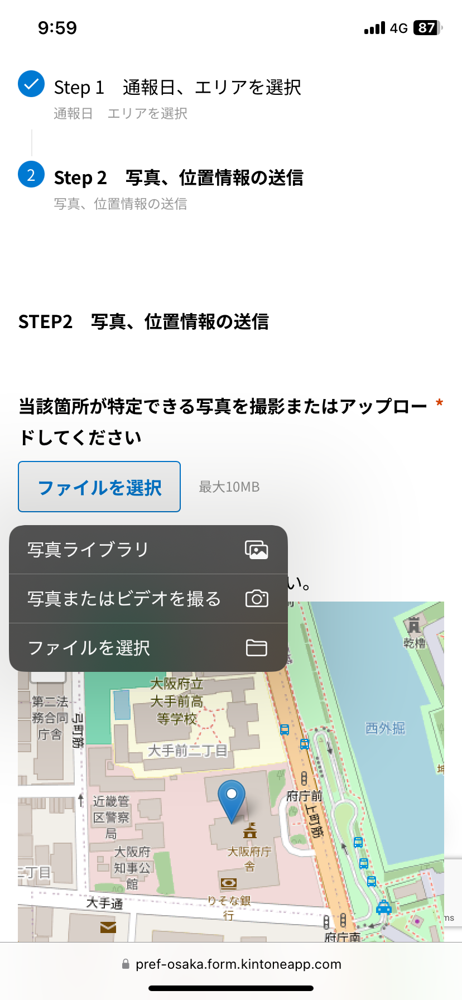 9:59
4G 87
Step 1　通報日、エリアを選択
通報日　エリアを選択
2
Step 2　写真、位置情報の送信
写真、位置情報の送信
STEP2　写真、位置情報の送信
当該箇所が特定できる写真を撮影またはアップロー *
ドしてください
ファイルを選択
最大10MB
写真ライブラリ
写真またはビデオを撮る
ファイルを選択
い。
乾櫓
大阪府立
大手前高
等学校
第二法
務合同
庁舎
西外掘
大手前二丁目
府庁前
上町筋
近畿管
区警察
局
大阪府
知事公
館
大阪府庁
舎
二丁目
りそな銀
行
大手通
府庁南
ms
pref-osaka.form.kintoneapp.com